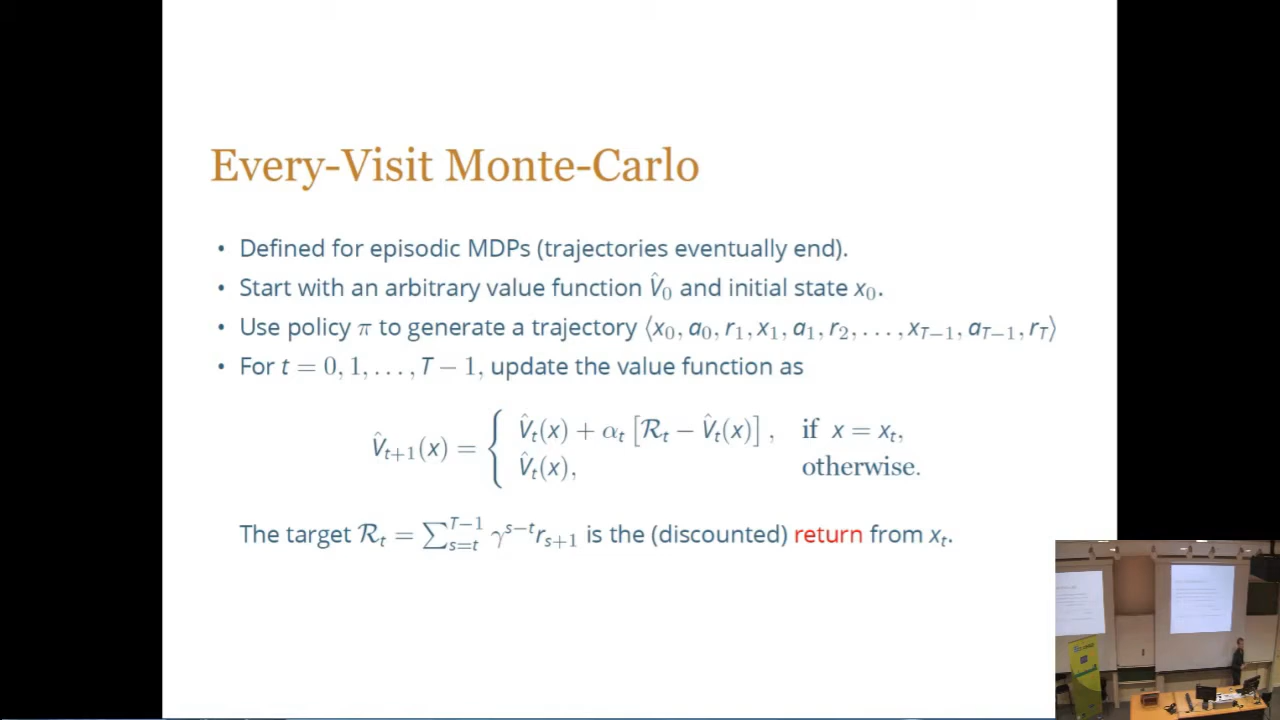 Every-Visit Monte-Carlo
• Defined for episodic MDPs (trajectories eventually end).
• Start with an arbitrary value function V̂₀ and initial state x₀.
• Use policy π to generate a trajectory ⟨x₀, a₀, r₁, x₁, a₁, r₂, . . . , x_{T−1}, a_{T−1}, r_T⟩
• For t = 0, 1, . . . , T − 1, update the value function as
V̂_{t+1}(x) = { V̂_t(x) + α_t [ℛ_t − V̂_t(x)] , if x = x_t,
V̂_t(x), otherwise.
The target ℛ_t = ∑_{s=t}^{T−1} γ^{s−t} r_{s+1} is the (discounted) return from x_t.